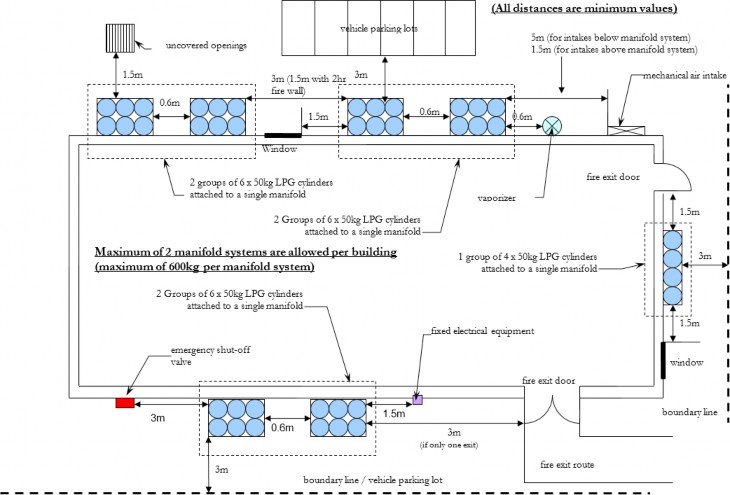 (All distances are minimum values)
vehicle parking lots
5m (for intakes below manifold system)
1.5m (for intakes above manifold system)
uncovered openings
1.5m
3m (1.5m with 2hr
fire wall)
3m
mechanical air intake
0.6m
1.5m
0.6m
0.6m
Window
fire exit door
2 groups of 6 x 50kg LPG cylinders
attached to a single manifold
vaporizer
2 Groups of 6 x 50kg LPG cylinders
attached to a single manifold
1.5m
Maximum of 2 manifold systems are allowed per building
(maximum of 600kg per manifold system)
1 group of 4 x 50kg LPG cylinders
attached to a single manifold
3m
2 Groups of 6 x 50kg LPG cylinders
attached to a single manifold
1.5m
fixed electrical equipment
emergency shut-off
valve
window
fire exit door
3m
0.6m
1.5m
boundary line
3m
(if only one exit)
3m
fire exit route
boundary line / vehicle parking lot